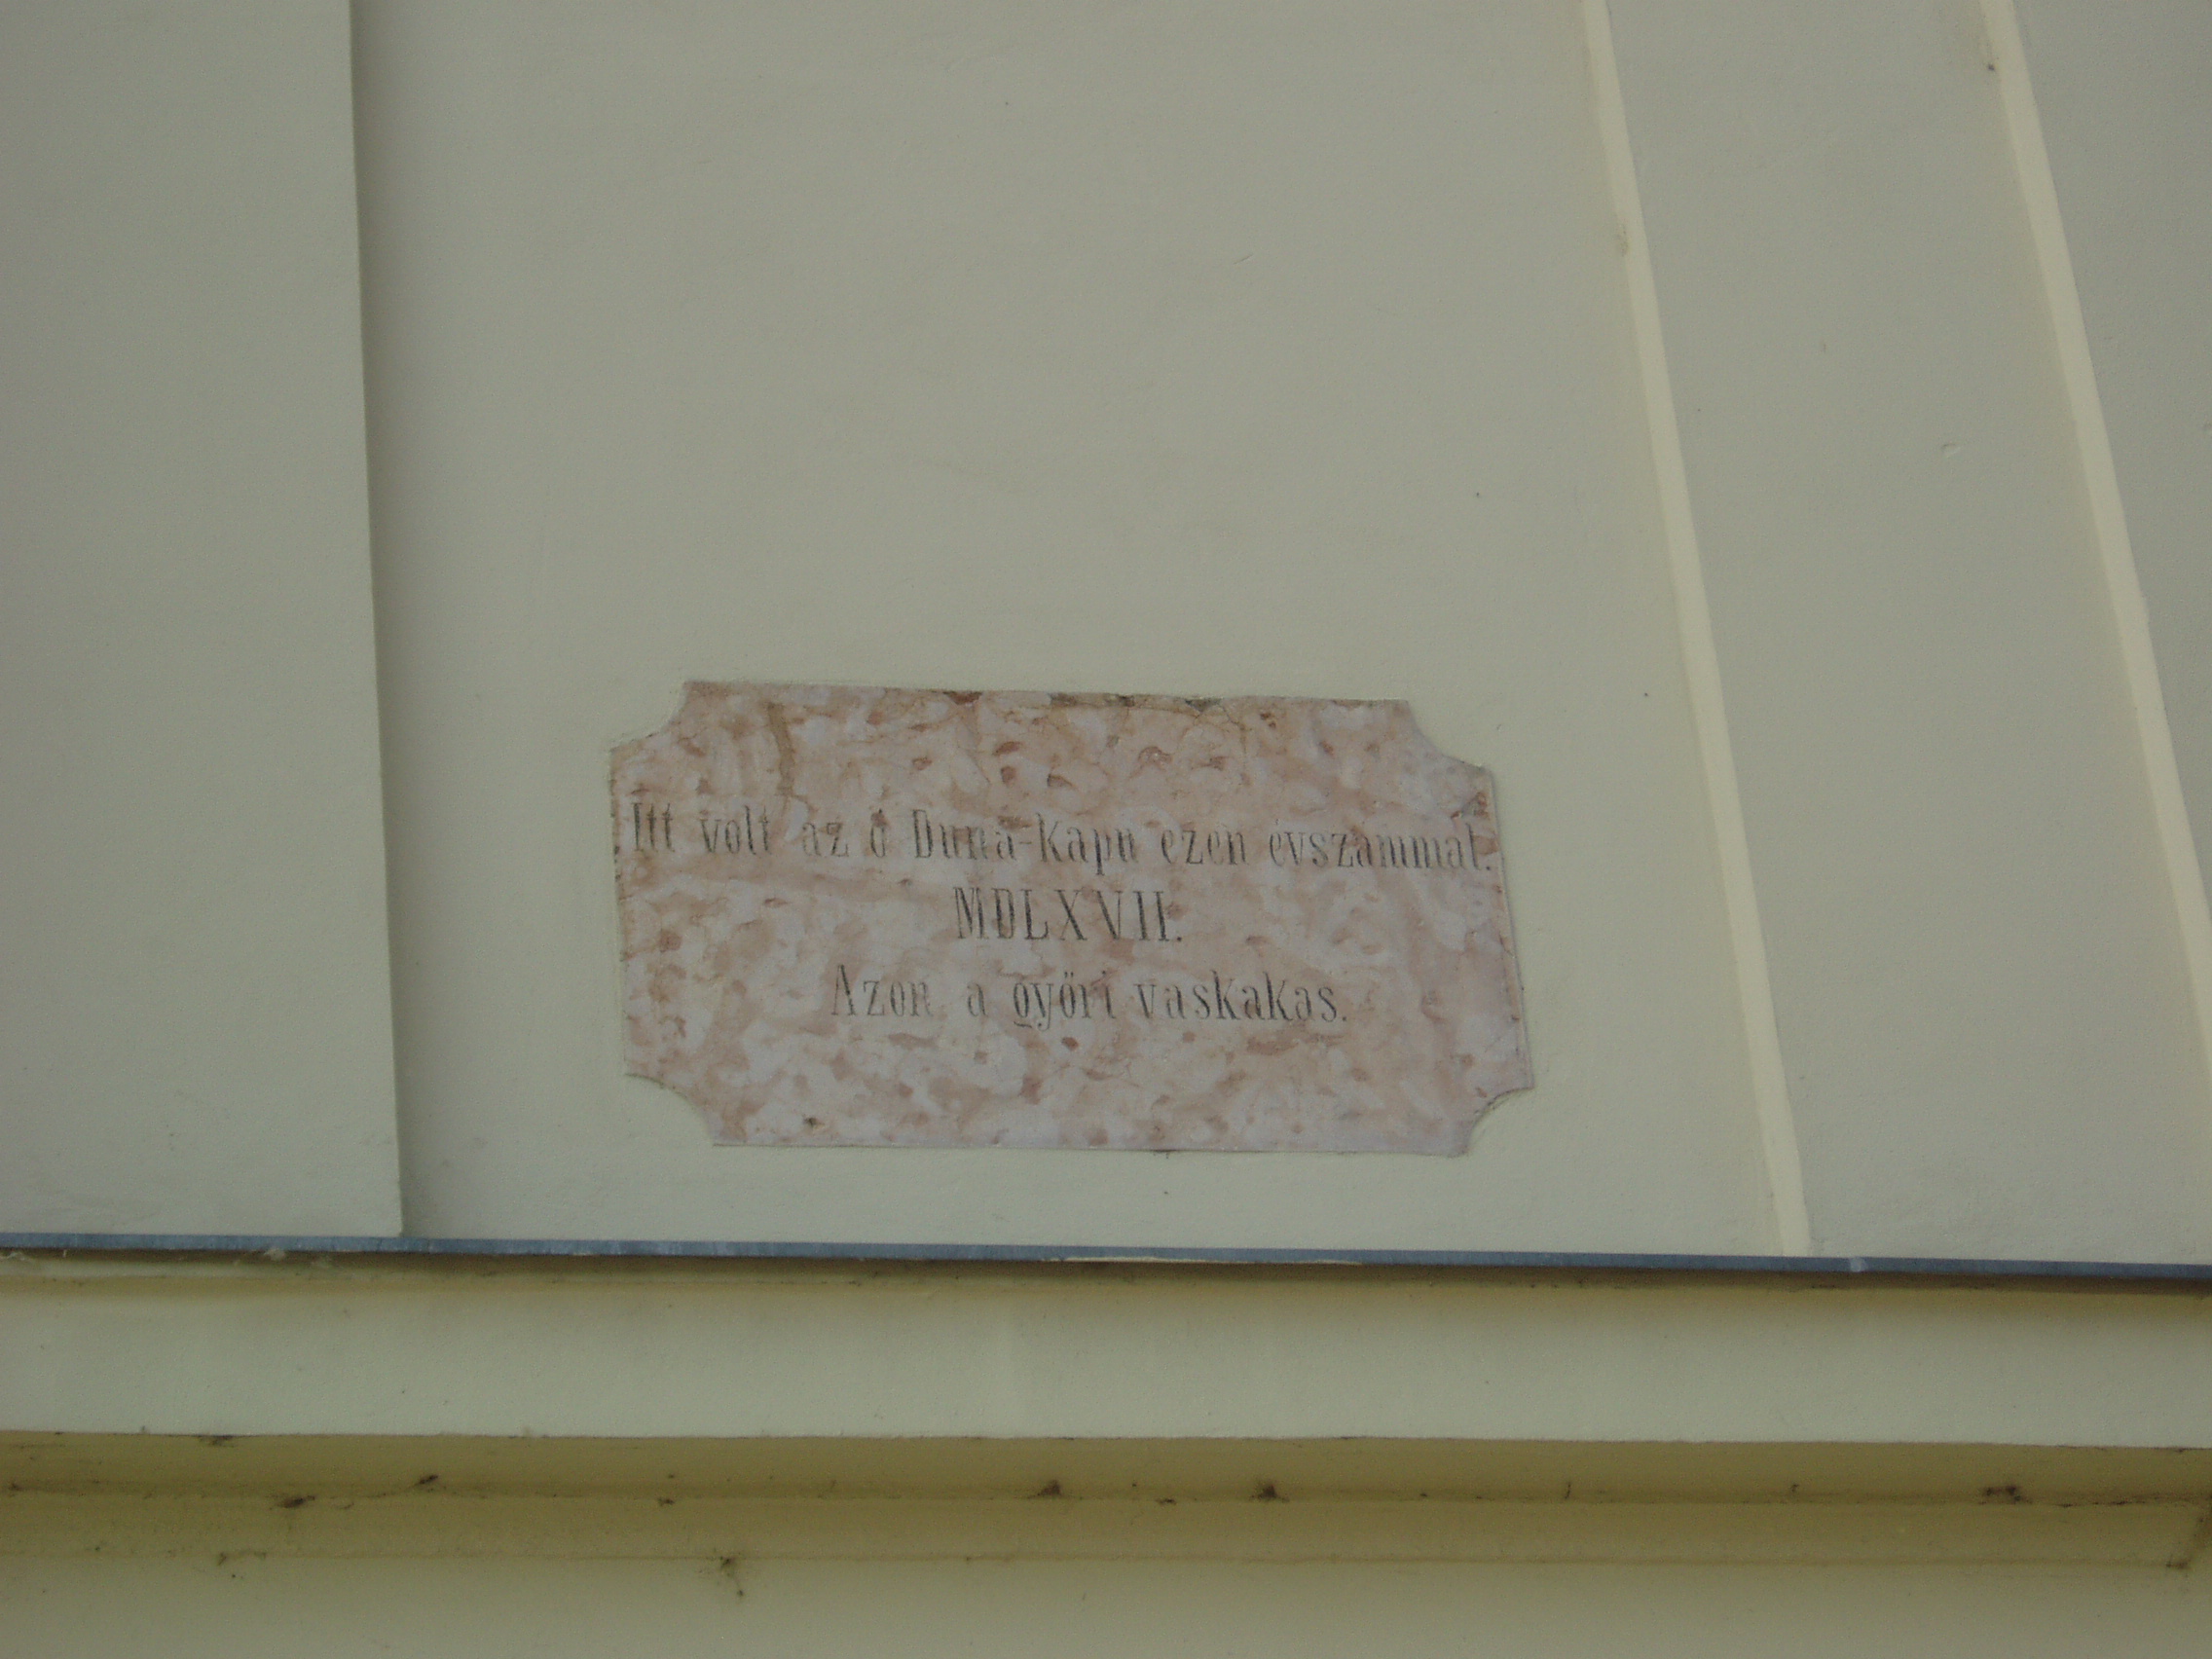 Itt volt az ó Duna-Kapu ezen évszámmal.
MDLXVII.
Azon a győri vaskakas.